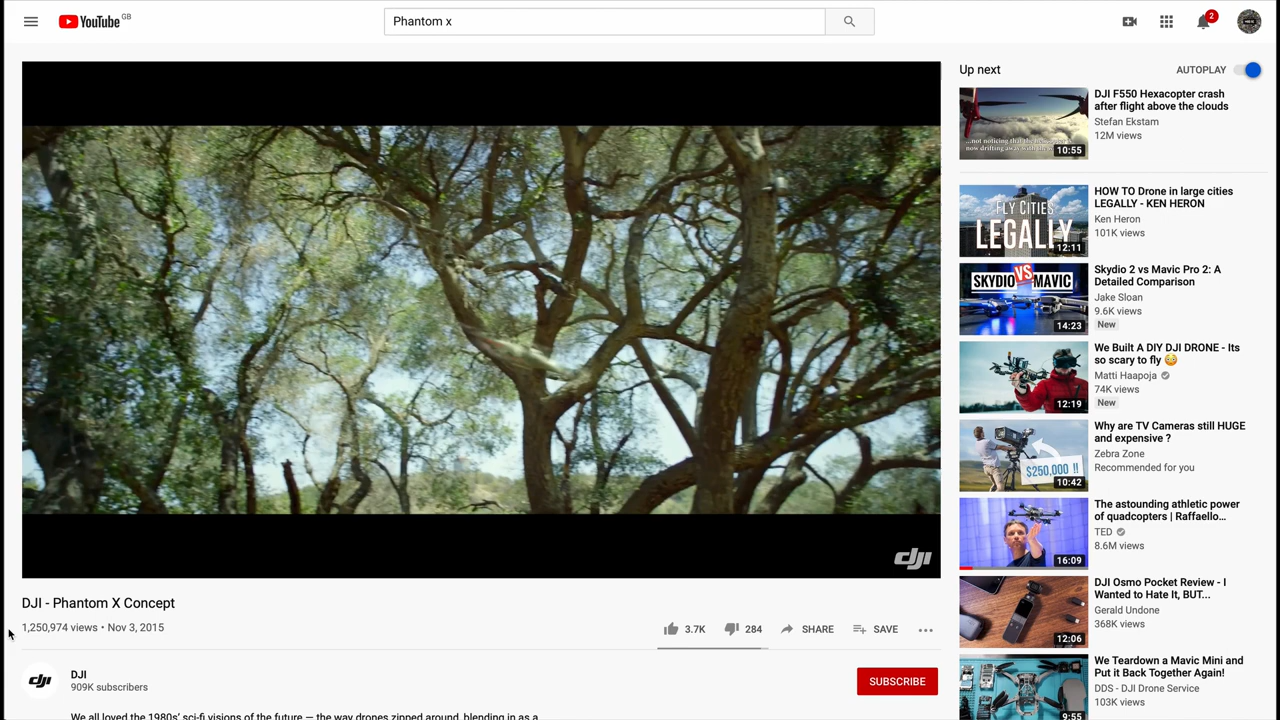 YouTube GB
Phantom x
2
Up next
AUTOPLAY
...not noticing that the
now drifting away with the
10:55
DJI F550 Hexacopter crash
after flight above the clouds
Stefan Ekstam
12M views
FLY CITIES
LEGALLY
12:11
HOW TO Drone in large cities
LEGALLY - KEN HERON
Ken Heron
101K views
SKYDIO VS MAVIC
14:23
Skydio 2 vs Mavic Pro 2: A
Detailed Comparison
Jake Sloan
9.6K views
New
12:19
We Built A DIY DJI DRONE - Its
so scary to fly 😳
Matti Haapoja
74K views
New
$250,000 !!
10:42
Why are TV Cameras still HUGE
and expensive ?
Zebra Zone
Recommended for you
16:09
The astounding athletic power
of quadcopters | Raffaello...
TED
8.6M views
12:06
DJI Osmo Pocket Review - I
Wanted to Hate It, BUT...
Gerald Undone
368K views
9:55
We Teardown a Mavic Mini and
Put it Back Together Again!
DDS - DJI Drone Service
103K views
dji
DJI - Phantom X Concept
1,250,974 views • Nov 3, 2015
3.7K
284
SHARE
SAVE
dji
DJI
909K subscribers
SUBSCRIBE
We all loved the 1980s' sci-fi visions of the future — the way drones zipped around, blending in as a